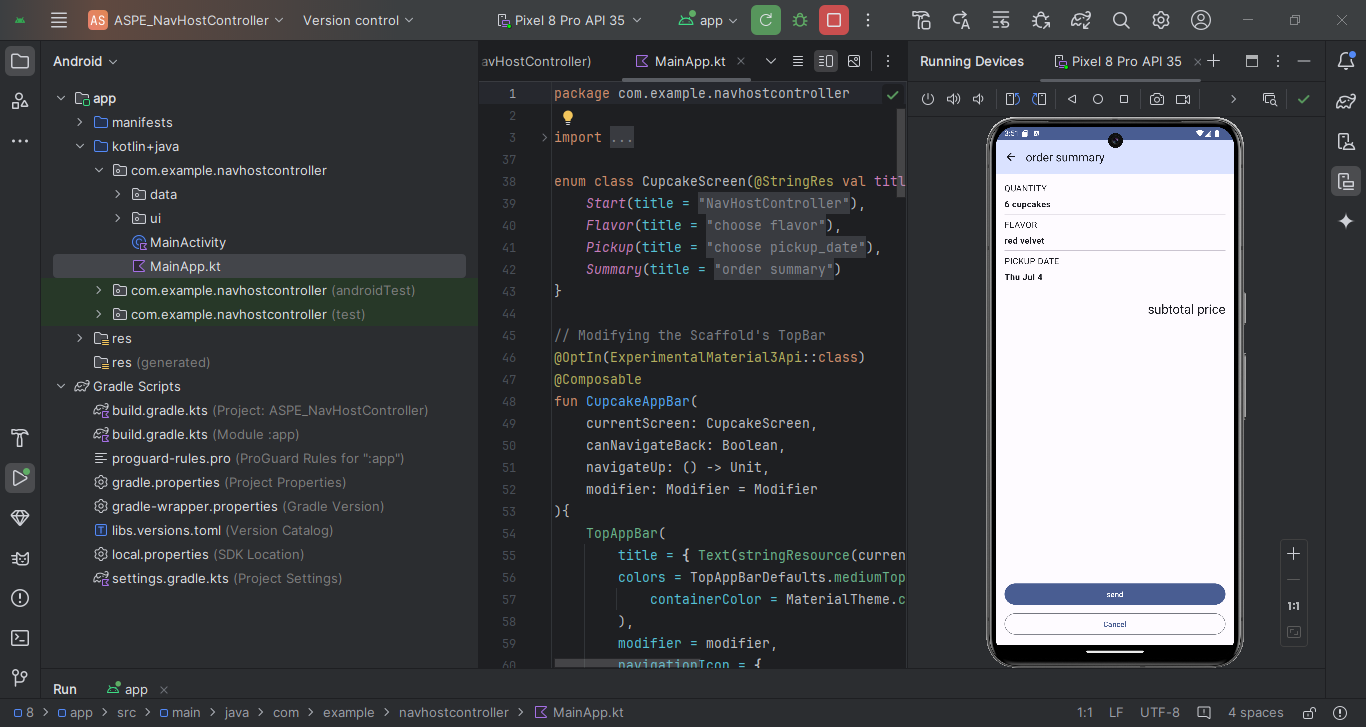 AS ASPE_NavHostController Version control Pixel 8 Pro API 35 app
Android
app
manifests
kotlin+java
com.example.navhostcontroller
data
ui
MainActivity
MainApp.kt
com.example.navhostcontroller (androidTest)
com.example.navhostcontroller (test)
res
res (generated)
Gradle Scripts
build.gradle.kts (Project: ASPE_NavHostController)
build.gradle.kts (Module :app)
proguard-rules.pro (ProGuard Rules for ":app")
gradle.properties (Project Properties)
gradle-wrapper.properties (Gradle Version)
libs.versions.toml (Version Catalog)
local.properties (SDK Location)
settings.gradle.kts (Project Settings)
avHostController) MainApp.kt
1 package com.example.navhostcontroller
2
3 import ...
37
38 enum class CupcakeScreen(@StringRes val titl
39 Start(title = "NavHostController"),
40 Flavor(title = "choose flavor"),
41 Pickup(title = "choose pickup_date"),
42 Summary(title = "order summary")
43 }
44
45 // Modifying the Scaffold's TopBar
46 @OptIn(ExperimentalMaterial3Api::class)
47 @Composable
48 fun CupcakeAppBar(
49 currentScreen: CupcakeScreen,
50 canNavigateBack: Boolean,
51 navigateUp: () -> Unit,
52 modifier: Modifier = Modifier
53 ){
54 TopAppBar(
55 title = { Text(stringResource(curren
56 colors = TopAppBarDefaults.mediumTop
57 containerColor = MaterialTheme.c
58 ),
59 modifier = modifier,
60 navigationIcon = {
Running Devices Pixel 8 Pro API 35
3:51
order summary
QUANTITY
6 cupcakes
FLAVOR
red velvet
PICKUP DATE
Thu Jul 4
subtotal price
send
Cancel
1:1
Run app
8 app src main java com example navhostcontroller MainApp.kt 1:1 LF UTF-8 4 spaces